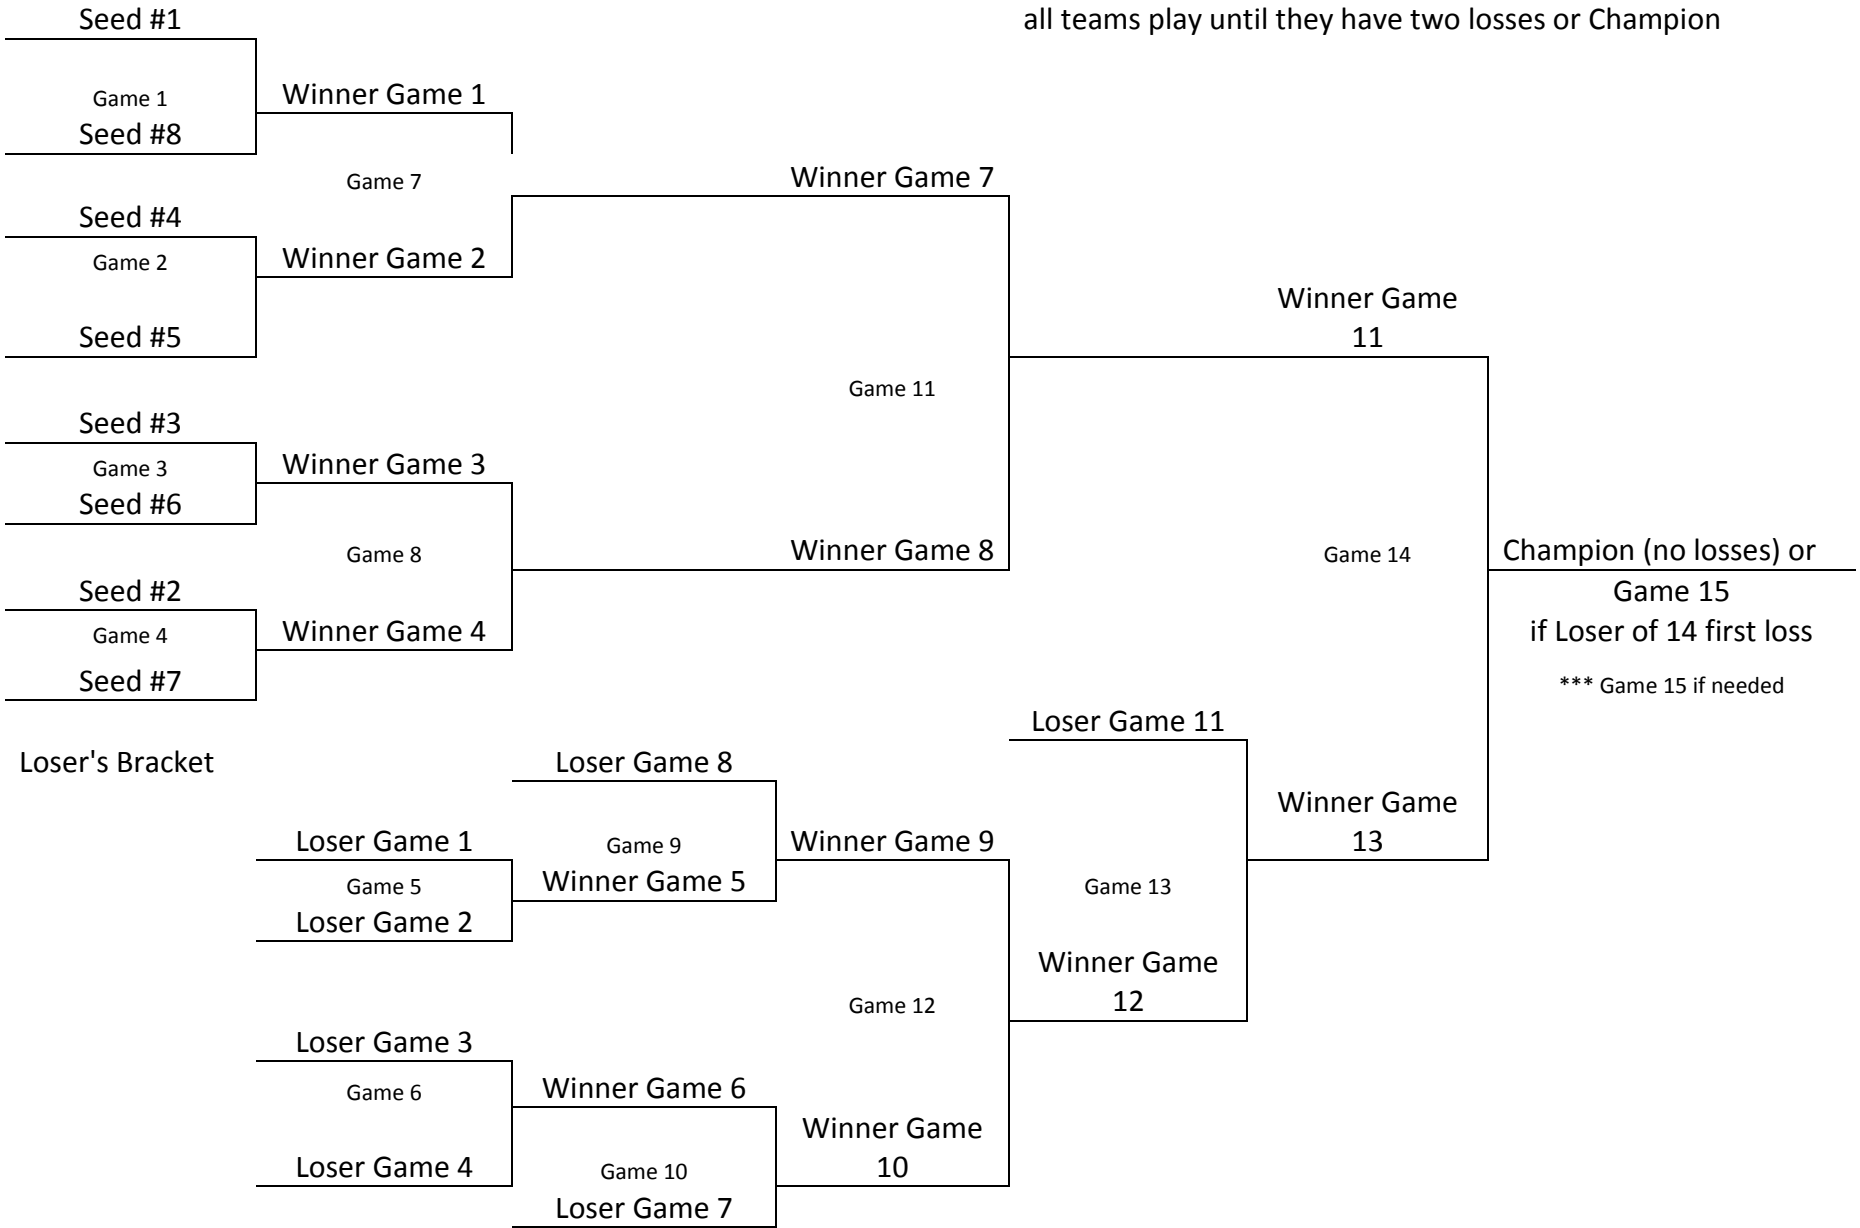 Seed #1
all teams play until they have two losses or Champion
Game 1
Winner Game 1
Seed #8
Game 7
Winner Game 7
Seed #4
Game 2
Winner Game 2
Seed #5
Winner Game
11
Game 11
Seed #3
Game 3
Winner Game 3
Seed #6
Game 8
Winner Game 8
Game 14
Champion (no losses) or
Seed #2
Game 15
Game 4
Winner Game 4
if Loser of 14 first loss
Seed #7
*** Game 15 if needed
Loser Game 11
Loser's Bracket
Loser Game 8
Winner Game
13
Loser Game 1
Game 9
Winner Game 9
Game 5
Winner Game 5
Game 13
Loser Game 2
Winner Game
12
Game 12
Loser Game 3
Game 6
Winner Game 6
Winner Game
10
Loser Game 4
Game 10
Loser Game 7